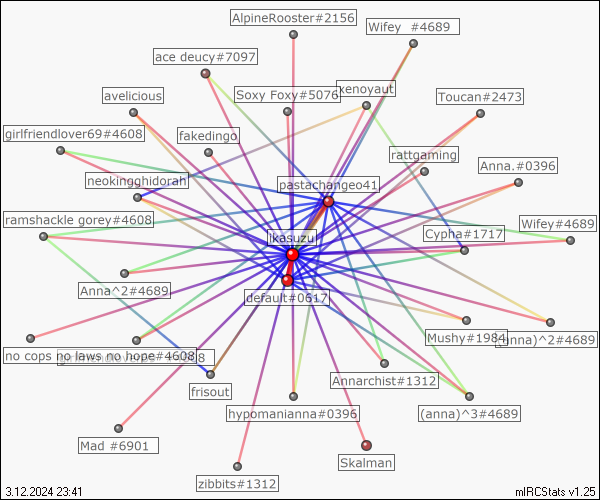 AlpineRooster#2156
Wifey #4689
ace deucy#7097
Soxy Foxy#5076
xenoyaut
Toucan#2473
avelicious
girlfriendlover69#4608
fakedingo
rattgaming
Anna.#0396
neokingghidorah
pastachangeo41
ramshackle gorey#4608
Wifey#4689
Cypha#1717
ikasuzu
Anna^2#4689
default#0617
Mushy#1984
(anna)^2#4689
no cops no laws no hope#4608
Annarchist#1312
frisout
hypomanianna#0396
(anna)^3#4689
Mad #6901
Skalman
zibbits#1312
3.12.2024 23:41
mIRCStats v1.25